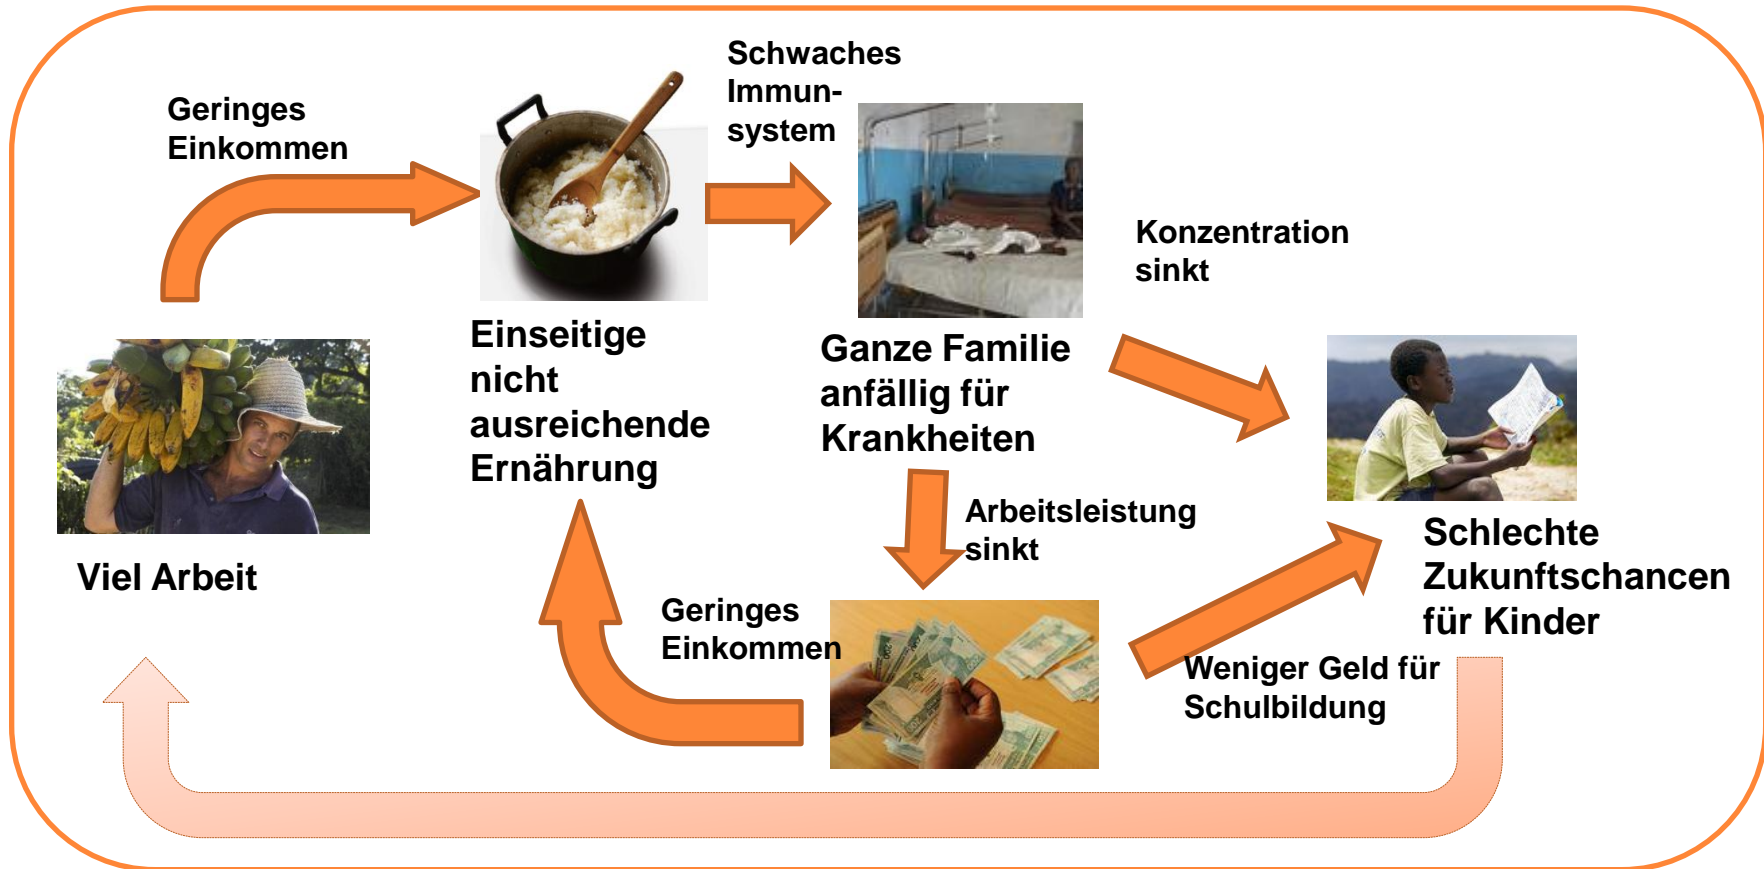 Geringes
Einkommen
Schwaches
Immun-
system
Konzentration
sinkt
Einseitige
nicht
ausreichende
Ernährung
Ganze Familie
anfällig für
Krankheiten
Viel Arbeit
Arbeitsleistung
sinkt
Geringes
Einkommen
Schlechte
Zukunftschancen
für Kinder
Weniger Geld für
Schulbildung